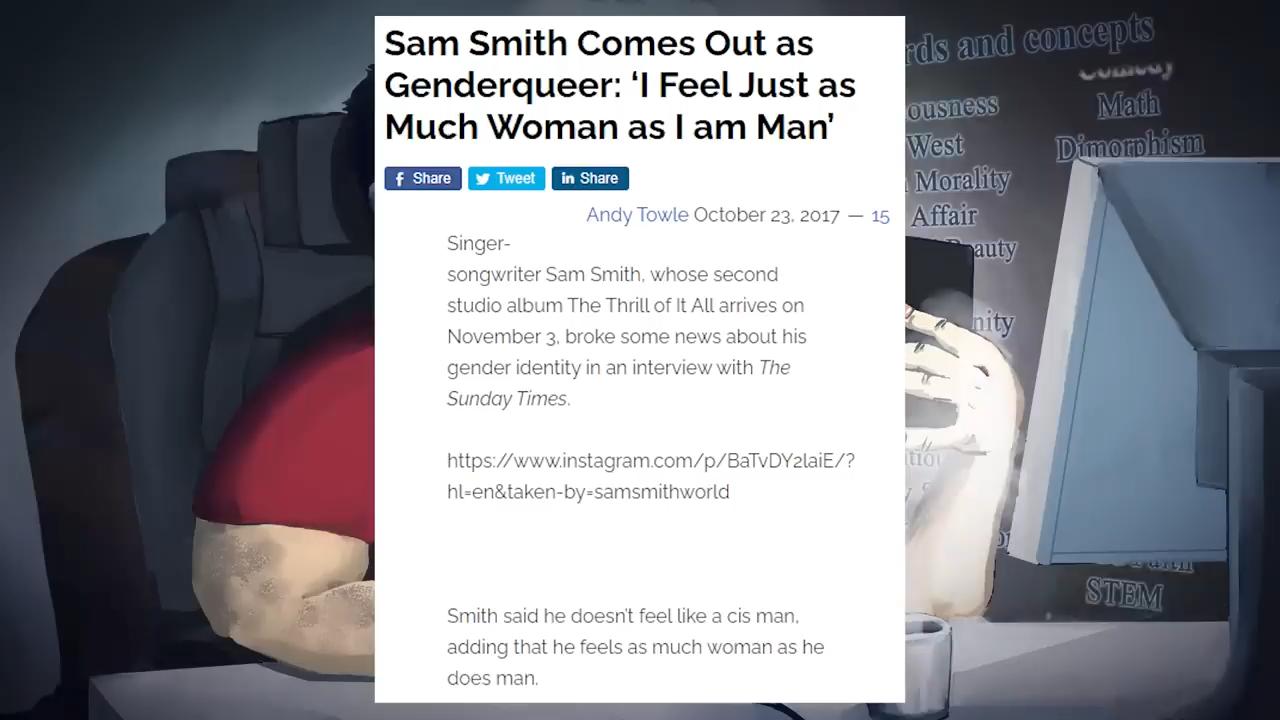 Sam Smith Comes Out as
Genderqueer: ‘I Feel Just as
Much Woman as I am Man’
Share
Tweet
Share
Andy Towle October 23, 2017 — 15
Singer-
songwriter Sam Smith, whose second
studio album The Thrill of It All arrives on
November 3, broke some news about his
gender identity in an interview with The
Sunday Times.
https://www.instagram.com/p/BaTvDY2laiE/?
hl=en&taken-by=samsmithworld
Smith said he doesn't feel like a cis man,
adding that he feels as much woman as he
does man.
and concepts
Comedy
Math
Dimorphism
West
Morality
Affair
STEM